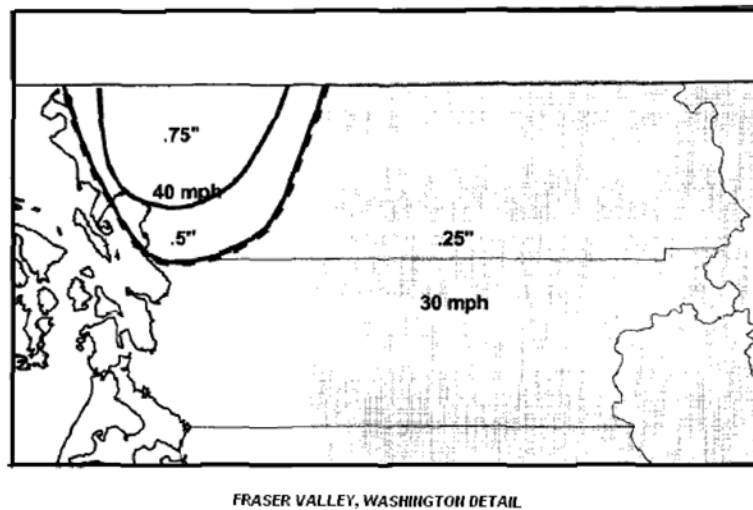 .75"
40 mph
.5"
.25"
30 mph
FRASER VALLEY, WASHINGTON DETAIL